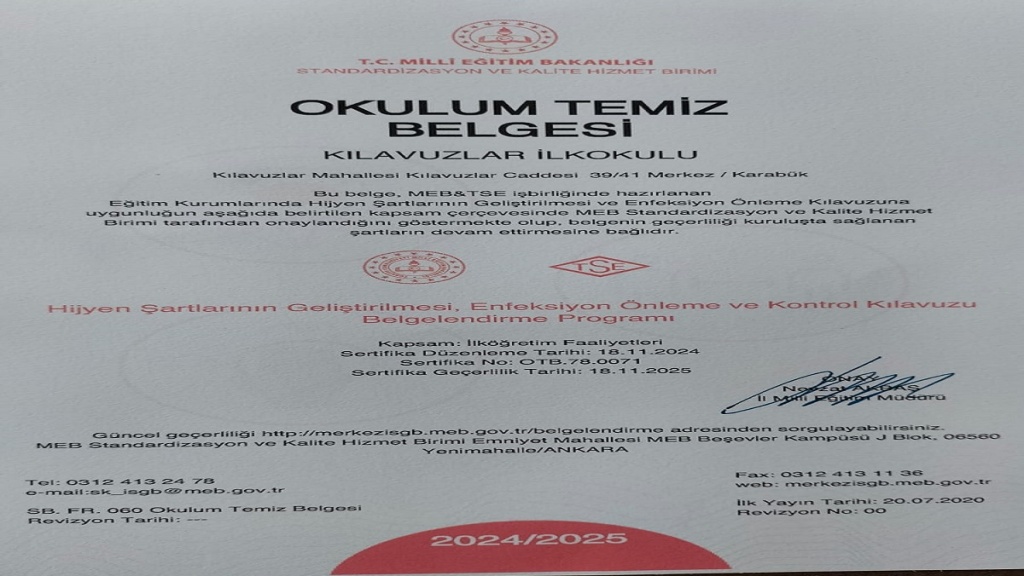 T.C. MİLLİ EĞİTİM BAKANLIĞI
STANDARDİZASYON VE KALİTE HİZMET BİRİMİ
OKULUM TEMİZ
BELGESİ
KILAVUZLAR İLKOKULU
Kılavuzlar Mahallesi Kılavuzlar Caddesi 39/41 Merkez / Karabük
Bu belge, MEB&TSE işbirliğinde hazırlanan
Eğitim Kurumlarında Hijyen Şartlarının Geliştirilmesi ve Enfeksiyon Önleme Kılavuzuna
uygunluğun aşağıda belirtilen kapsam çerçevesinde MEB Standardizasyon ve Kalite Hizmet
Birimi tarafından onaylandığını göstermekte olup, belgenin geçerliliği kuruluşta sağlanan
şartların devam ettirmesine bağlıdır.
TSE
Hijyen Şartlarının Geliştirilmesi, Enfeksiyon Önleme ve Kontrol Kılavuzu
Belgelendirme Programı
Kapsam: İlköğretim Faaliyetleri
Sertifika Düzenleme Tarihi: 18.11.2024
Sertifika No: OTB.78.0071
Sertifika Geçerlilik Tarihi: 18.11.2025
ONAY
Nevzat AKBAŞ
İl Milli Eğitim Müdürü
Güncel geçerliliği http://merkezisgb.meb.gov.tr/belgelendirme adresinden sorgulayabilirsiniz.
MEB Standardizasyon ve Kalite Hizmet Birimi Emniyet Mahallesi MEB Beşevler Kampüsü J Blok, 06560
Yenimahalle/ANKARA
Tel: 0312 413 24 78
e-mail:sk_isgb@meb.gov.tr
Fax: 0312 413 11 36
web: merkezisgb.meb.gov.tr
SB. FR. 060 Okulum Temiz Belgesi
Revizyon Tarihi: ---
İlk Yayın Tarihi: 20.07.2020
Revizyon No: 00
2024/2025